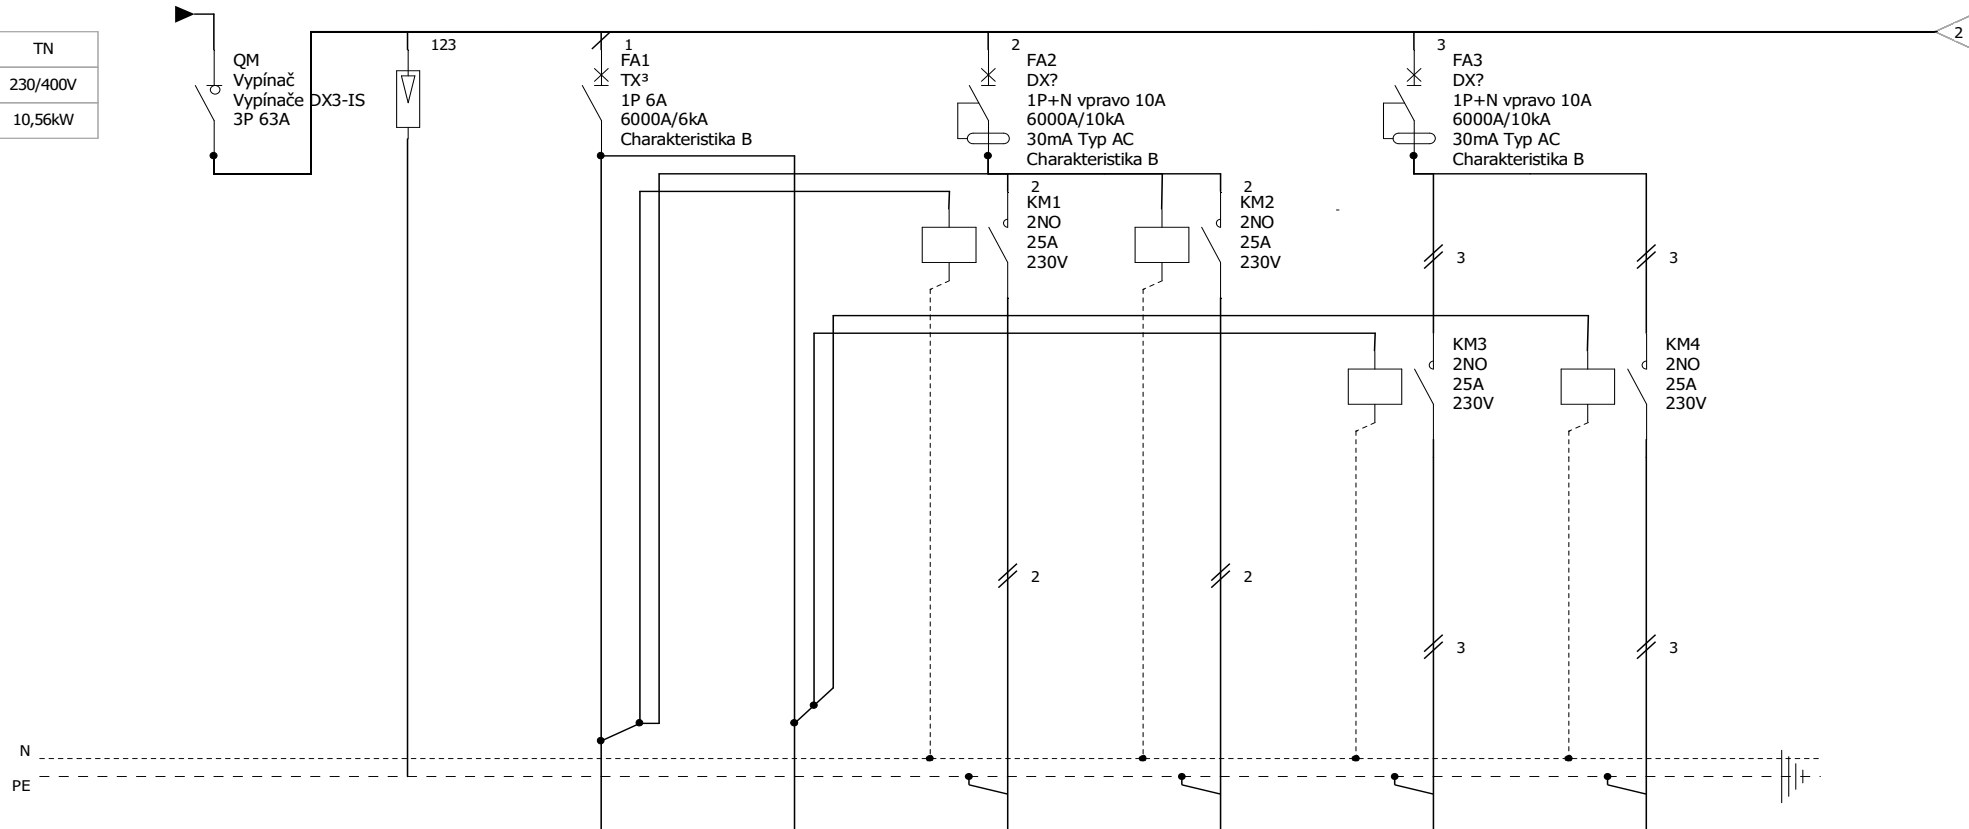 TN
230/400V
10,56kW
QM
Vypínač
Vypínače DX3-IS
3P 63A
123
1
FA1
TX³
1P 6A
6000A/6kA
Charakteristika B
2
FA2
DX?
1P+N vpravo 10A
6000A/10kA
30mA Typ AC
Charakteristika B
3
FA3
DX?
1P+N vpravo 10A
6000A/10kA
30mA Typ AC
Charakteristika B
2
2
KM1
2NO
25A
230V
2
KM2
2NO
25A
230V
-
3
3
KM3
2NO
25A
230V
KM4
2NO
25A
230V
2
2
3
3
N
PE